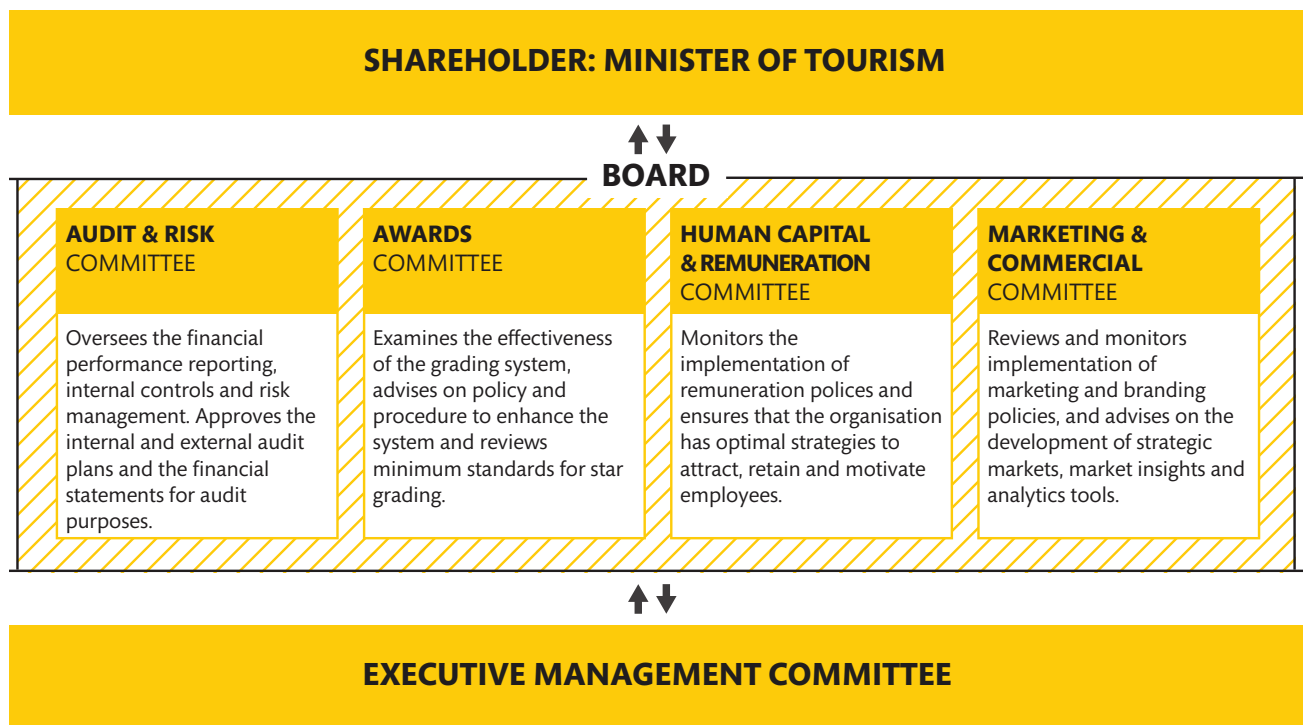 SHAREHOLDER: MINISTER OF TOURISM
BOARD
AUDIT & RISK
COMMITTEE
Oversees the financial
performance reporting,
internal controls and risk
management. Approves the
internal and external audit
plans and the financial
statements for audit
purposes.
AWARDS
COMMITTEE
Examines the effectiveness
of the grading system,
advises on policy and
procedure to enhance the
system and reviews
minimum standards for star
grading.
HUMAN CAPITAL
& REMUNERATION
COMMITTEE
Monitors the
implementation of
remuneration polices and
ensures that the organisation
has optimal strategies to
attract, retain and motivate
employees.
MARKETING &
COMMERCIAL
COMMITTEE
Reviews and monitors
implementation of
marketing and branding
policies, and advises on the
development of strategic
markets, market insights and
analytics tools.
EXECUTIVE MANAGEMENT COMMITTEE